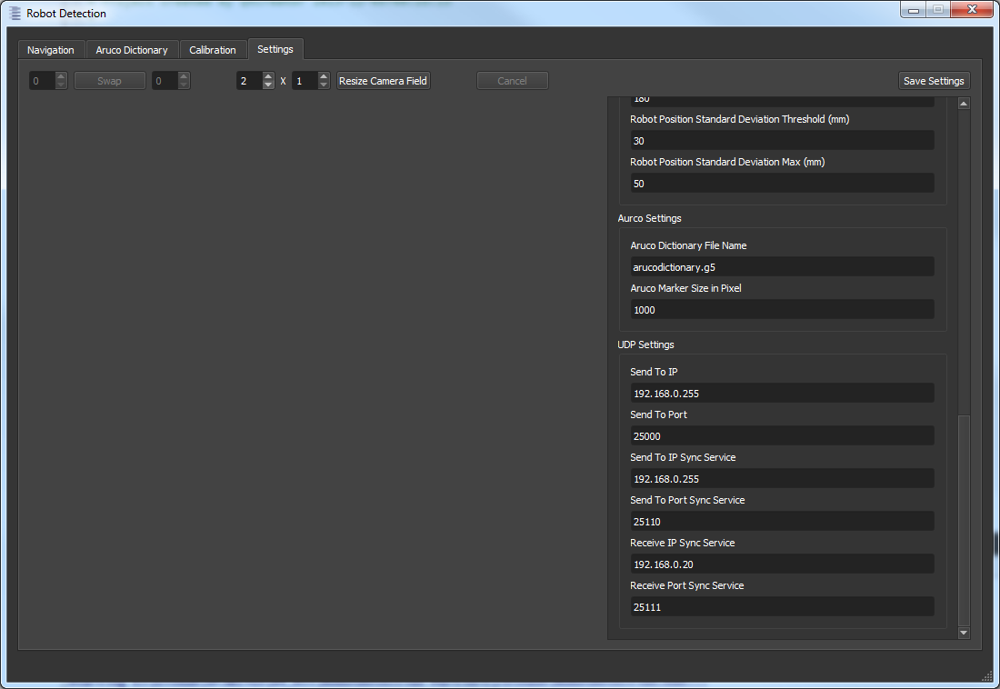 Robot Detection
Navigation Aruco Dictionary Calibration Settings
0 Swap 0 2 X 1 Resize Camera Field Cancel Save Settings
180
Robot Position Standard Deviation Threshold (mm)
30
Robot Position Standard Deviation Max (mm)
50
Aurco Settings
Aruco Dictionary File Name
arucodictionary.g5
Aruco Marker Size in Pixel
1000
UDP Settings
Send To IP
192.168.0.255
Send To Port
25000
Send To IP Sync Service
192.168.0.255
Send To Port Sync Service
25110
Receive IP Sync Service
192.168.0.20
Receive Port Sync Service
25111